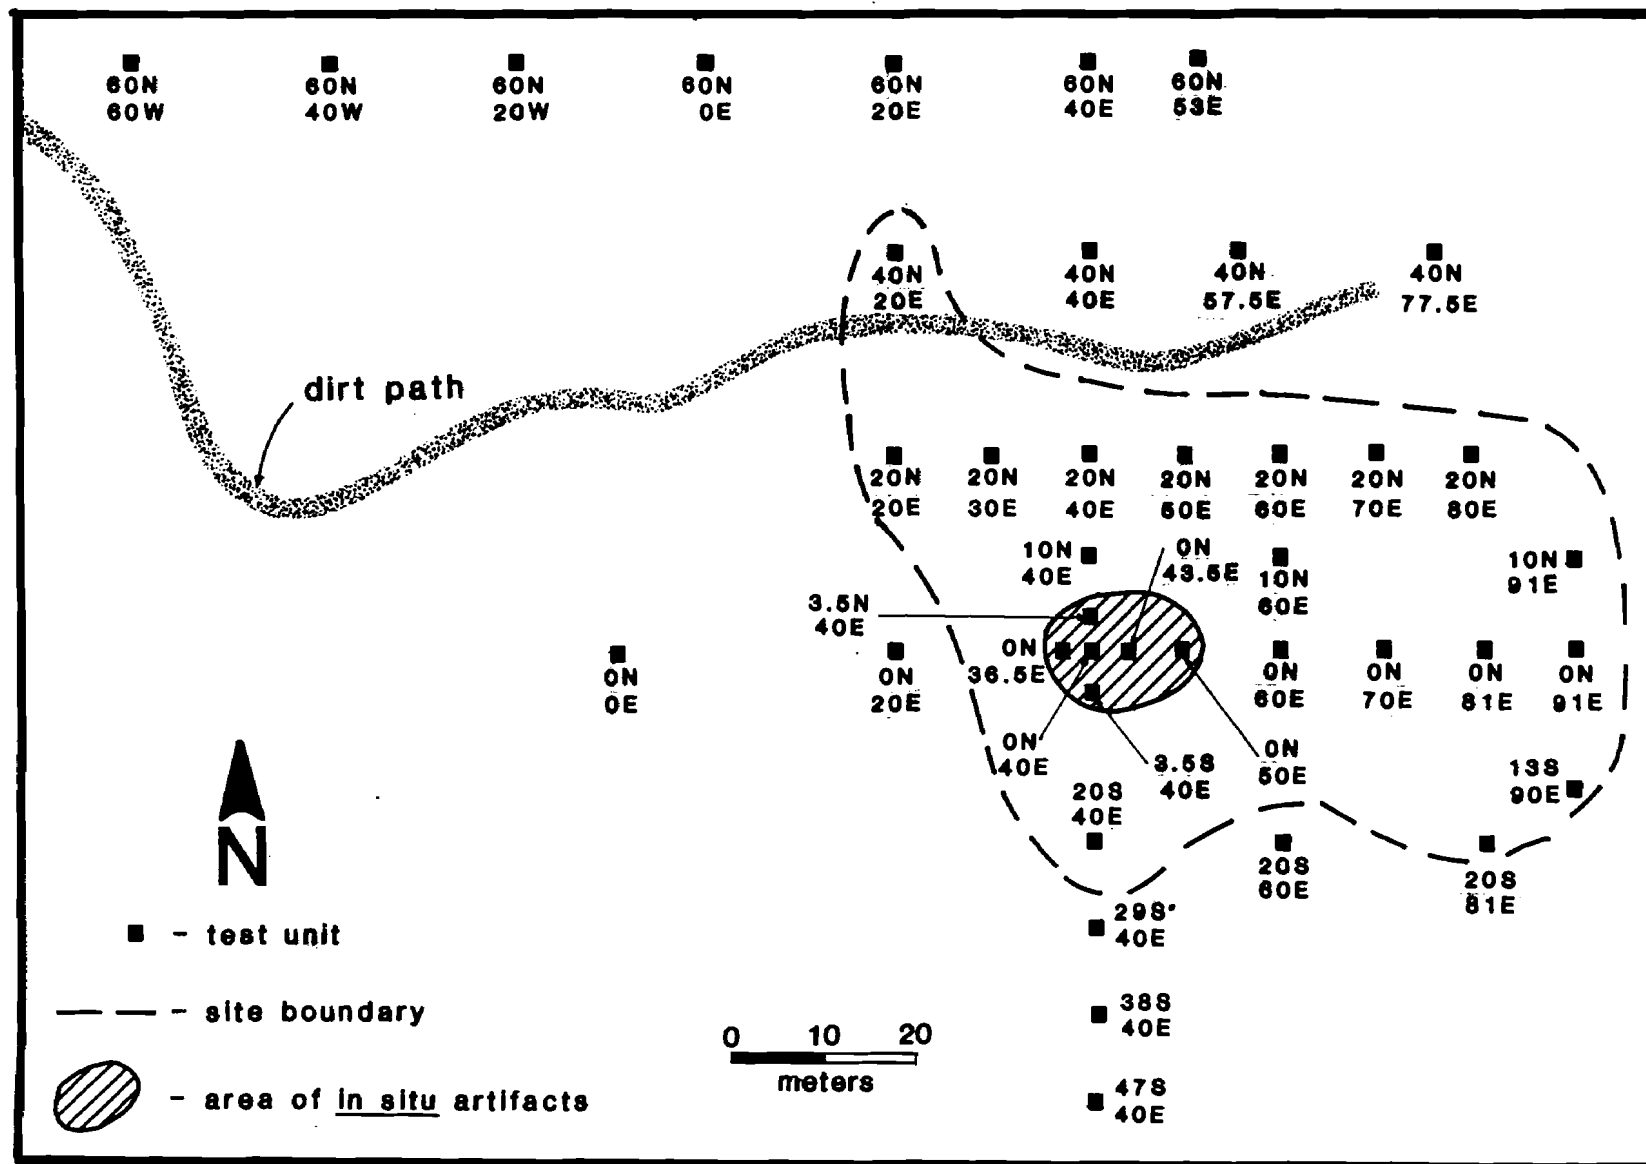 60N
60W
60N
40W
60N
20W
60N
0E
60N
20E
60N
40E
60N
53E
40N
20E
40N
40E
40N
57.5E
40N
77.5E
dirt path
20N
20E
20N
30E
20N
40E
20N
50E
20N
60E
20N
70E
20N
80E
10N
40E
0N
43.5E
10N
60E
10N
91E
3.5N
40E
0N
36.5E
0N
0E
0N
20E
0N
60E
0N
70E
0N
81E
0N
91E
0N
40E
3.5S
40E
0N
50E
13S
90E
20S
40E
20S
60E
20S
81E
N
29S
40E
test unit
38S
40E
site boundary
0 10 20
meters
47S
40E
area of in situ artifacts